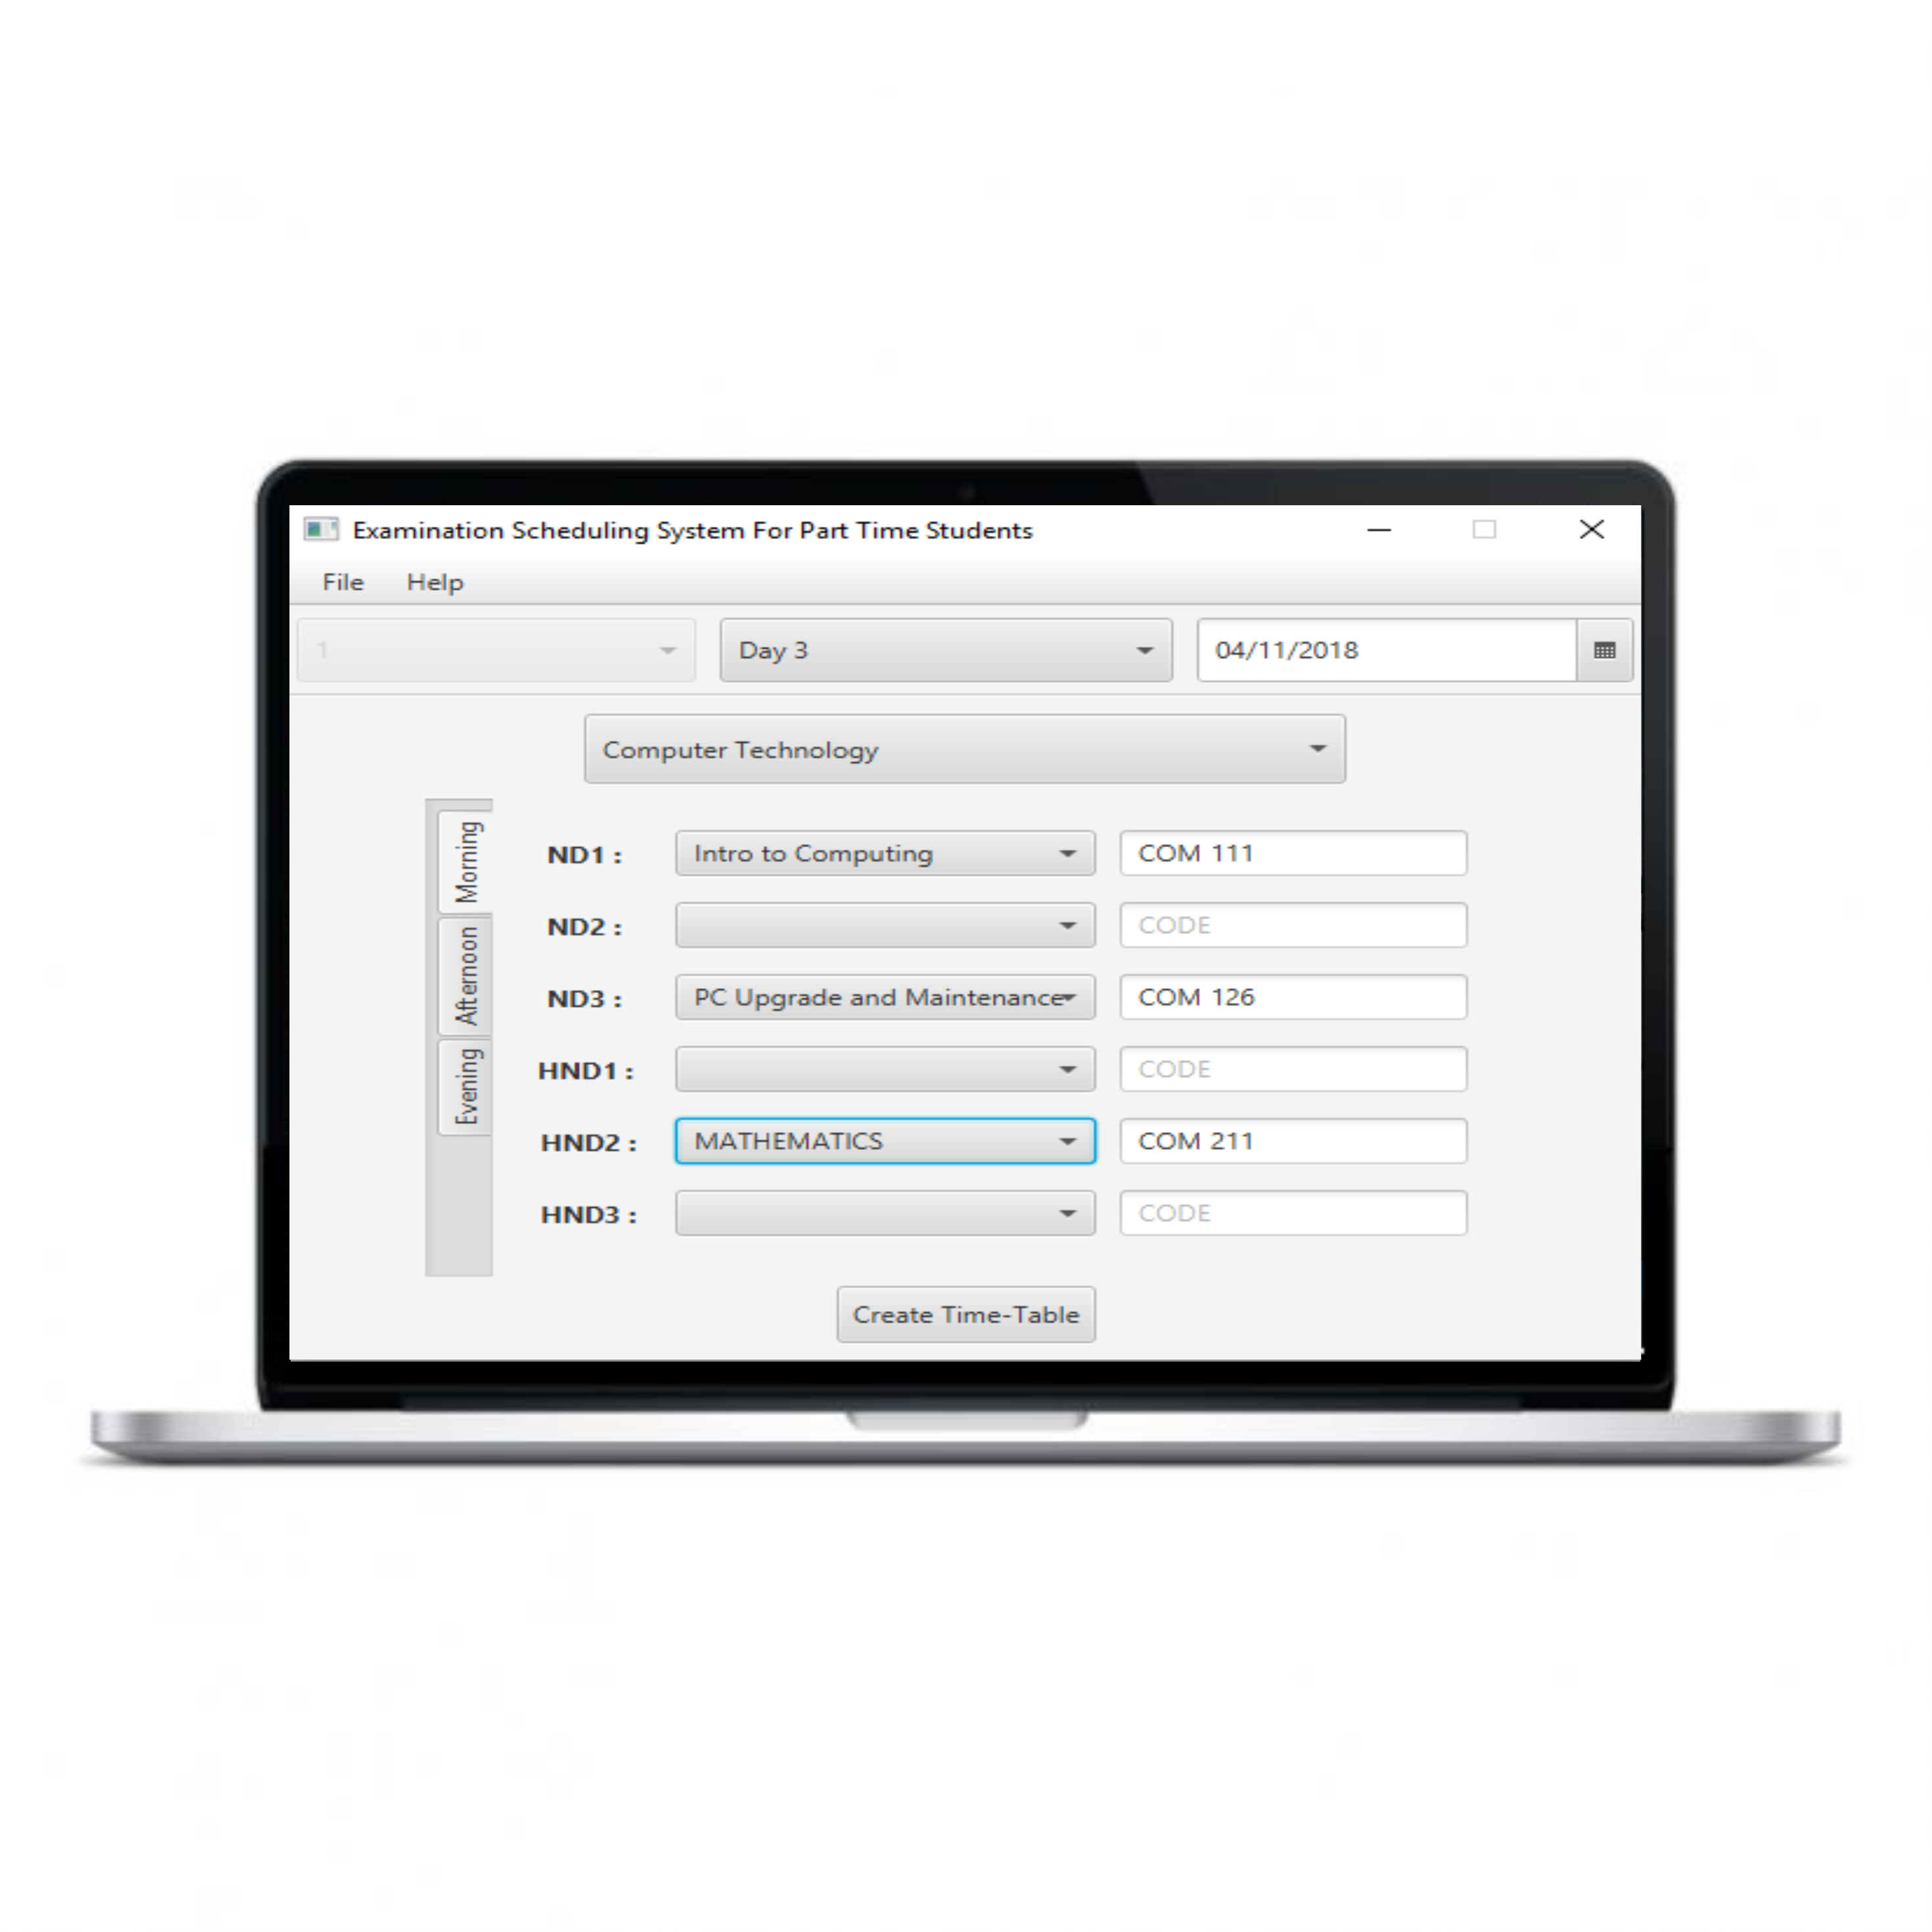 Examination Scheduling System For Part Time Students
File Help
1 Day 3 04/11/2018
Computer Technology
Morning
Afternoon
Evening
ND1 : Intro to Computing COM 111
ND2 : CODE
ND3 : PC Upgrade and Maintenance COM 126
HND1 : CODE
HND2 : MATHEMATICS COM 211
HND3 : CODE
Create Time-Table